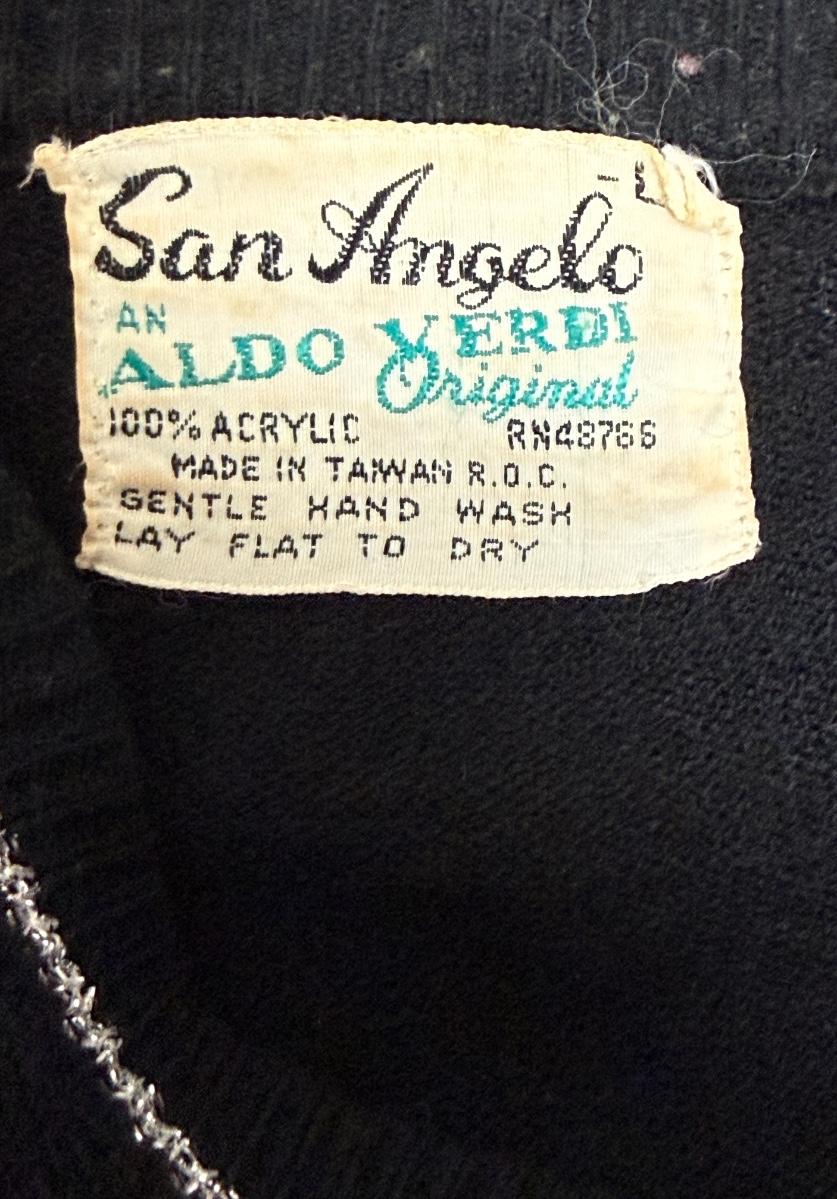 San Angelo
AN
ALDO VERDI
Original
100% ACRYLIC RN48766
MADE IN TAIWAN R.O.C.
GENTLE HAND WASH
LAY FLAT TO DRY